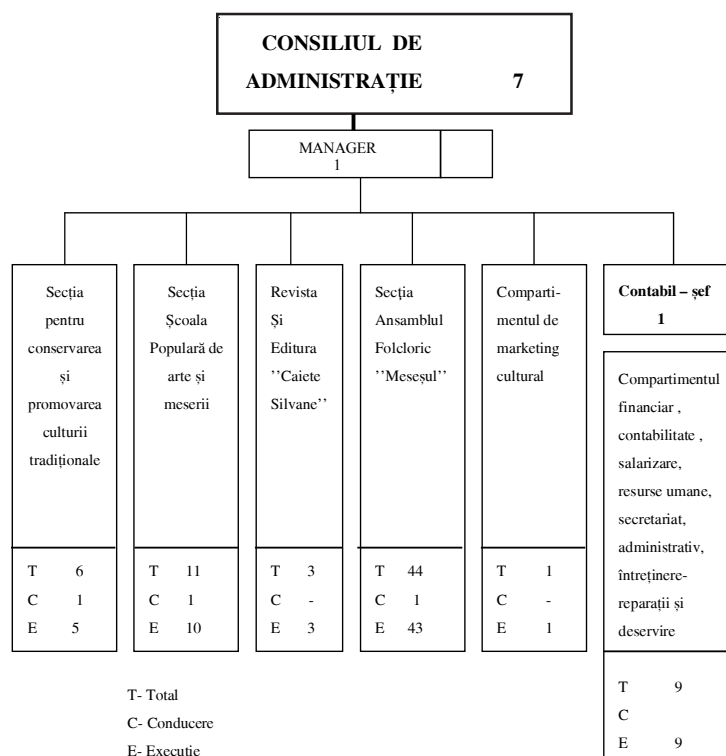 CONSILIUL DE
ADMINISTRAȚIE 7
MANAGER
1
Secția
pentru
conservarea
și
promovarea
culturii
tradiționale
T 6
C 1
E 5
Secția
Școala
Populară de
arte și
meserii
T 11
C 1
E 10
Revista
Și
Editura
’’Caiete
Silvane’’
T 3
C -
E 3
Secția
Ansamblul
Folcloric
’’Meseșul’’
T 44
C 1
E 43
Comparti-
mentul de
marketing
cultural
T 1
C -
E 1
Contabil – șef
1
Compartimentul
financiar ,
contabilitate ,
salarizare,
resurse umane,
secretariat,
administrativ,
întreținere-
reparații și
deservire
T 9
C
E 9
T- Total
C- Conducere
E- Execuție